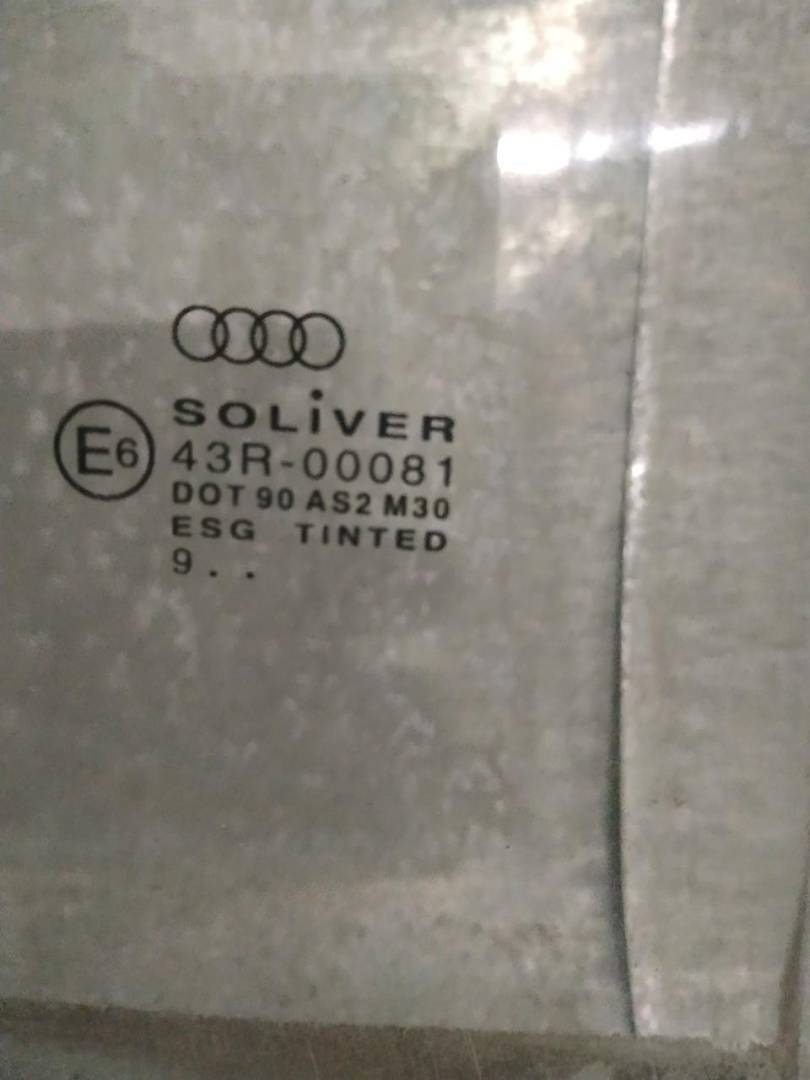 SOLiVER
E6
43R-00081
DOT 90 AS2 M30
ESG TINTED
9 . .